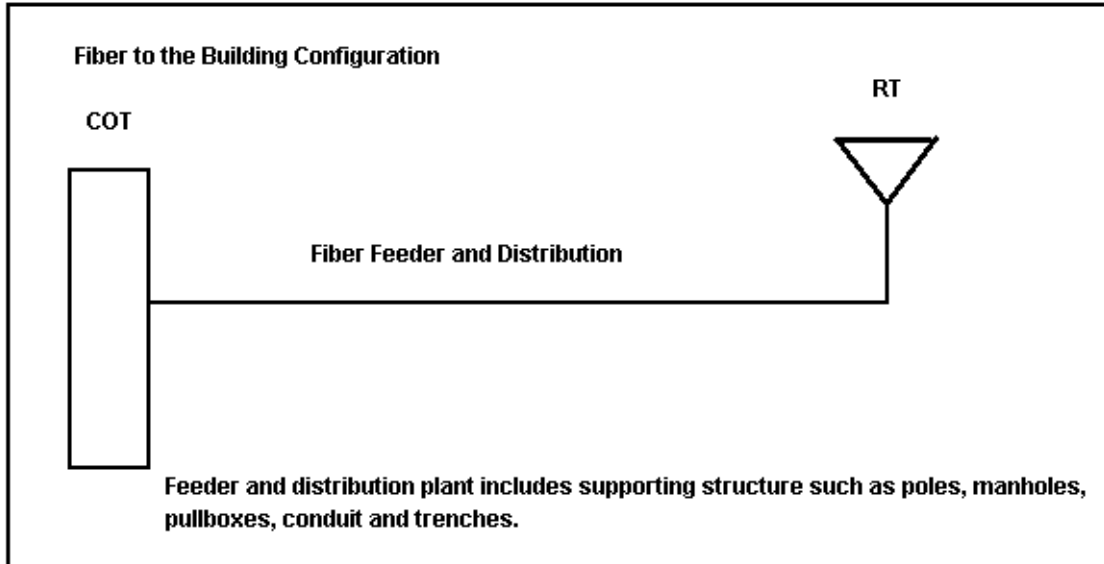 Fiber to the Building Configuration
RT
COT
Fiber Feeder and Distribution
Feeder and distribution plant includes supporting structure such as poles, manholes,
pullboxes, conduit and trenches.